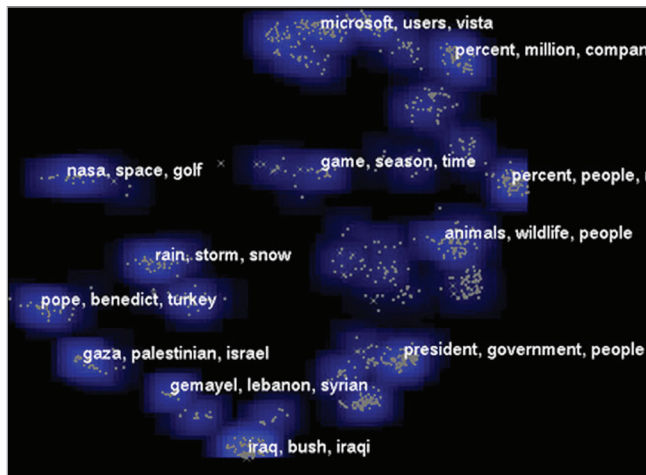 microsoft, users, vista
percent, million, compan
nasa, space, golf
game, season, time
percent, people,
animals, wildlife, people
rain, storm, snow
pope, benedict, turkey
gaza, palestinian, israel
president, government, people
gemayel, lebanon, syrian
iraq, bush, iraqi